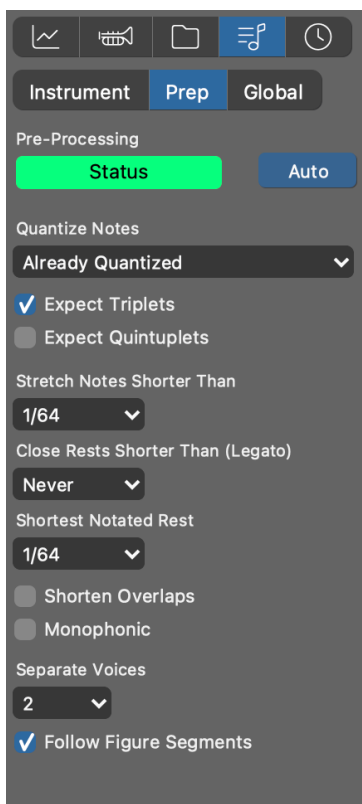 Instrument Prep Global
Pre-Processing
Status Auto
Quantize Notes
Already Quantized
Expect Triplets
Expect Quintuplets
Stretch Notes Shorter Than
1/64
Close Rests Shorter Than (Legato)
Never
Shortest Notated Rest
1/64
Shorten Overlaps
Monophonic
Separate Voices
2
Follow Figure Segments